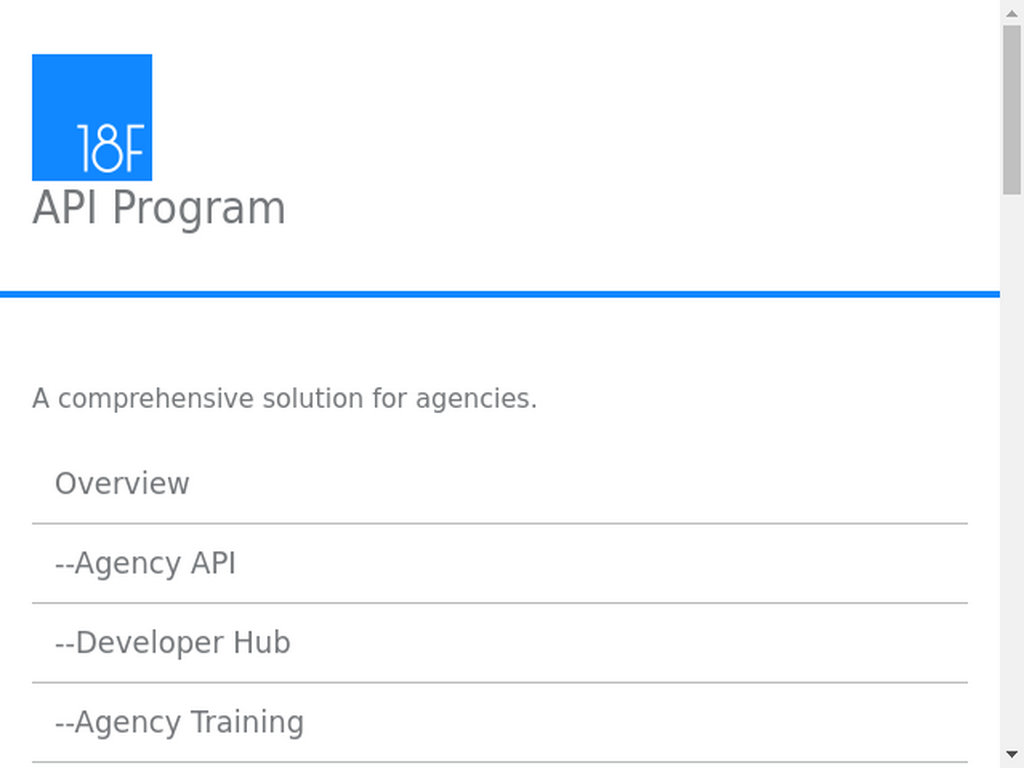 18F
API Program
A comprehensive solution for agencies.
Overview
--Agency API
--Developer Hub
--Agency Training